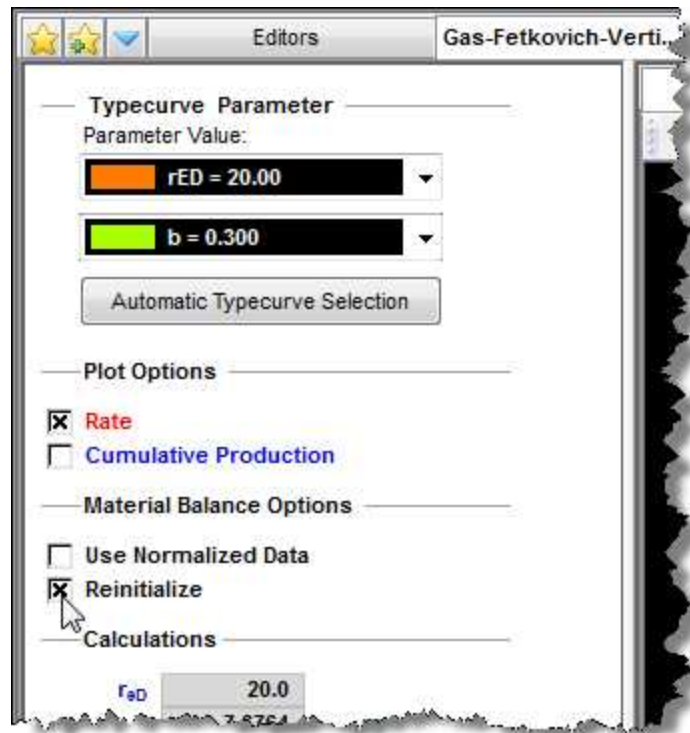 Editors
Gas-Fetkovich-Verti...
Typecurve Parameter
Parameter Value:
rED = 20.00
b = 0.300
Automatic Typecurve Selection
Plot Options
Rate
Cumulative Production
Material Balance Options
Use Normalized Data
Reinitialize
Calculations
reD 20.0